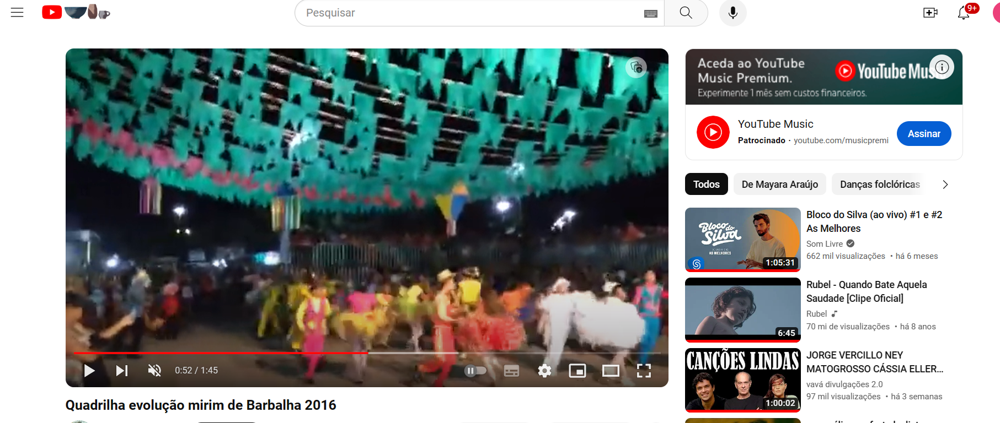 Pesquisar
9+
Aceda ao YouTube
Music Premium.
Experimente 1 mês sem custos financeiros.
YouTube Mus
YouTube Music
Patrocinado · youtube.com/musicpremi
Assinar
Todos
De Mayara Araújo
Danças folclóricas
Bloco do Silva
AS MELHORES
1:05:31
Bloco do Silva (ao vivo) #1 e #2
As Melhores
Som Livre
662 mil visualizações • há 6 meses
6:45
Rubel - Quando Bate Aquela
Saudade [Clipe Oficial]
Rubel
70 mi de visualizações • há 8 anos
CANÇÕES LINDAS
1:00:02
JORGE VERCILLO NEY
MATOGROSSO CÁSSIA ELLER...
vavá divulgações 2.0
97 mil visualizações • há 3 semanas
0:52 / 1:45
Quadrilha evolução mirim de Barbalha 2016